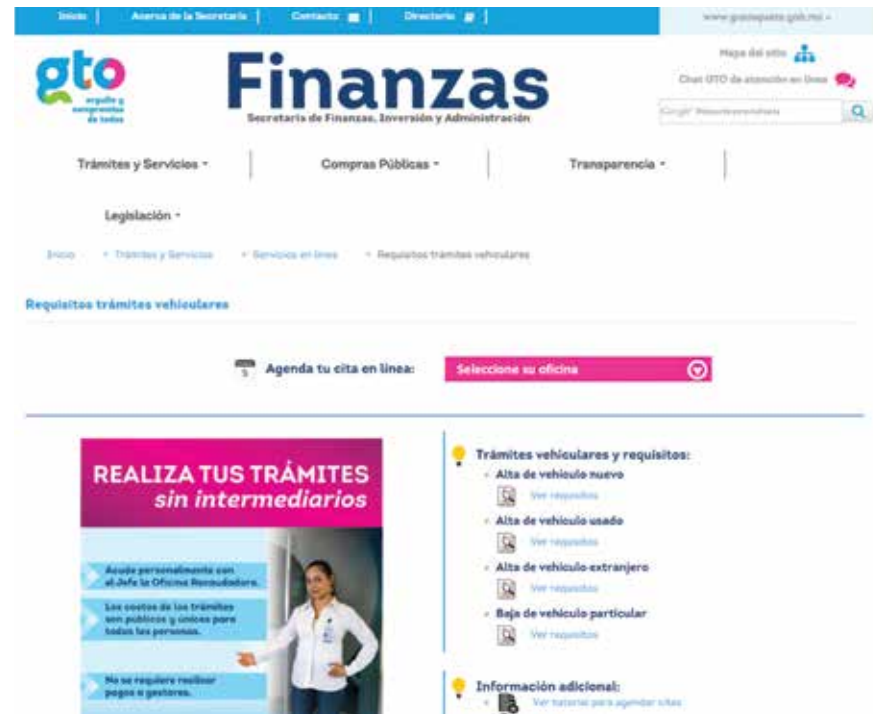 Inicio | Acerca de la Secretaría | Contacto | Directorio |
www.guanajuato.gob.mx
gto
orgullo y
compromiso
de todos
Finanzas
Secretaría de Finanzas, Inversión y Administración
Mapa del sitio
Chat GTO de atención en línea
Trámites y Servicios
Compras Públicas
Transparencia
Legislación
Inicio Trámites y Servicios Servicios en línea Requisitos trámites vehiculares
Requisitos trámites vehiculares
5 Agenda tu cita en línea: Seleccione su oficina
REALIZA TUS TRÁMITES
sin intermediarios
Acuda personalmente con
el Jefe la Oficina Recaudadora.
Los costos de los trámites
son públicos y únicos para
todas las personas.
No se requiere realizar
pagos a gestores.
Trámites vehiculares y requisitos:
Alta de vehículo nuevo
Ver requisitos
Alta de vehículo usado
Ver requisitos
Alta de vehículo extranjero
Ver requisitos
Baja de vehículo particular
Ver requisitos
Información adicional:
Ver tutorial para agendar citas